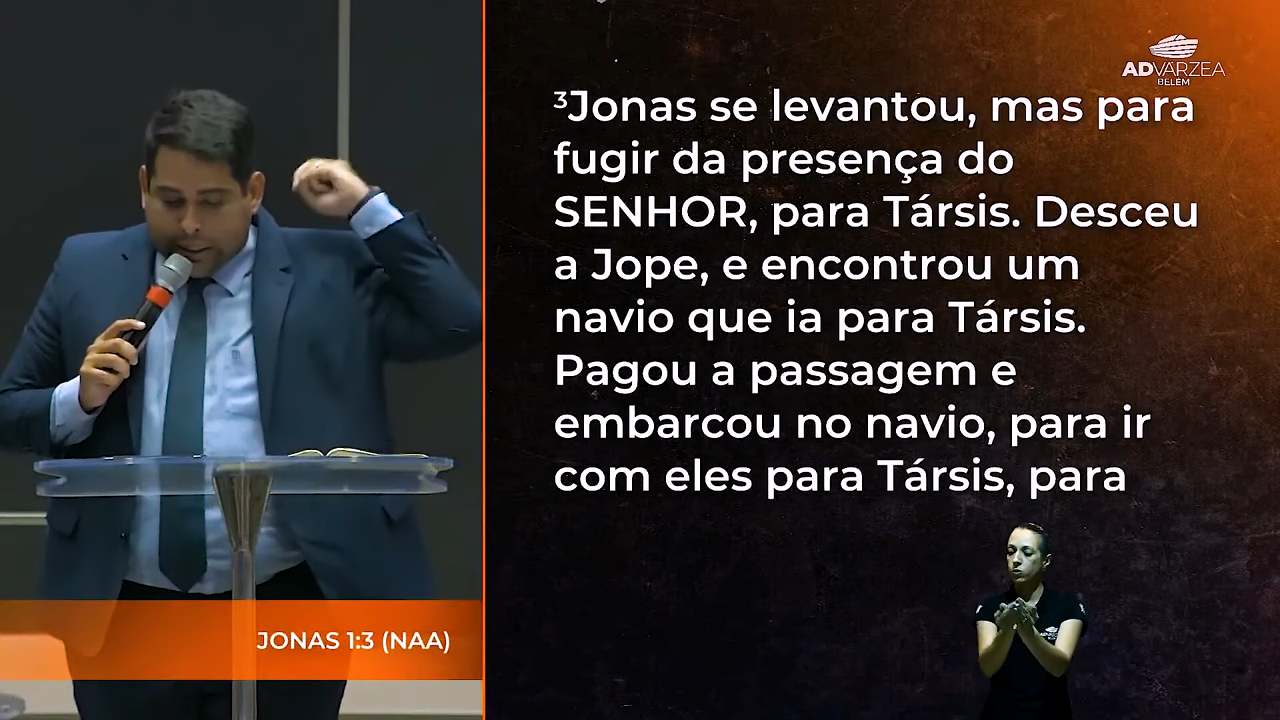 ADVARZEA
BELÉM
³Jonas se levantou, mas para
fugir da presença do
SENHOR, para Társis. Desceu
a Jope, e encontrou um
navio que ia para Társis.
Pagou a passagem e
embarcou no navio, para ir
com eles para Társis, para
JONAS 1:3 (NAA)